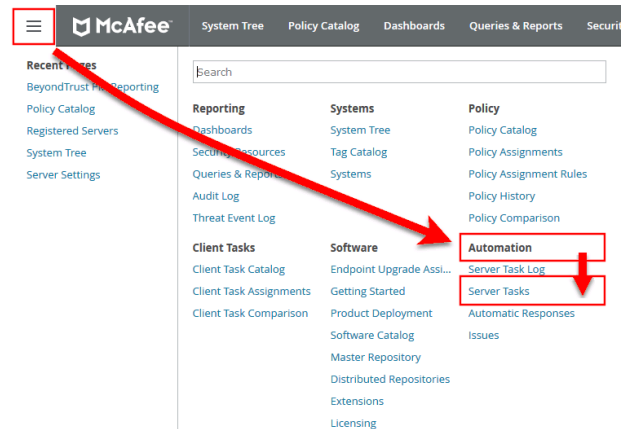 McAfee
System Tree
Policy Catalog
Dashboards
Queries & Reports
Recent Pages
BeyondTrust Reporting
Policy Catalog
Registered Servers
System Tree
Server Settings
Search
Reporting
Dashboards
Security Resources
Queries & Reports
Audit Log
Threat Event Log
Systems
System Tree
Tag Catalog
Systems
Policy
Policy Catalog
Policy Assignments
Policy Assignment Rules
Policy History
Policy Comparison
Client Tasks
Client Task Catalog
Client Task Assignments
Client Task Comparison
Software
Endpoint Upgrade Assi...
Getting Started
Product Deployment
Software Catalog
Master Repository
Distributed Repositories
Extensions
Licensing
Automation
Server Task Log
Server Tasks
Automatic Responses
Issues